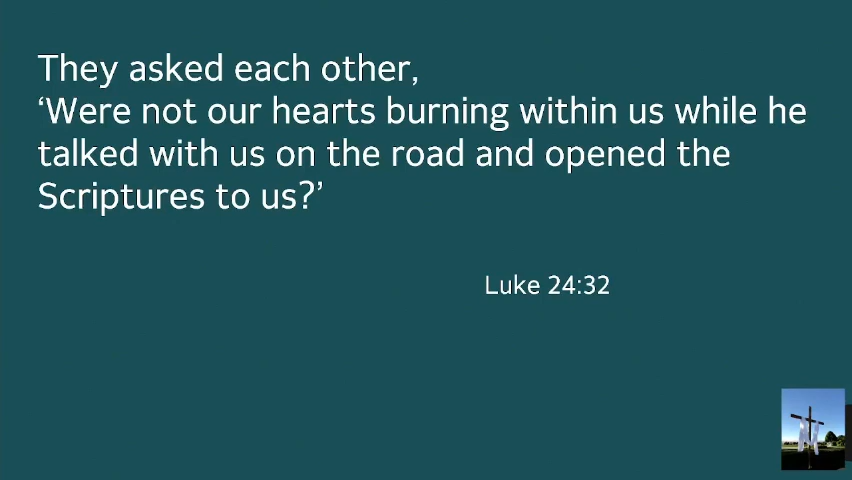 They asked each other,
‘Were not our hearts burning within us while he
talked with us on the road and opened the
Scriptures to us?’
Luke 24:32